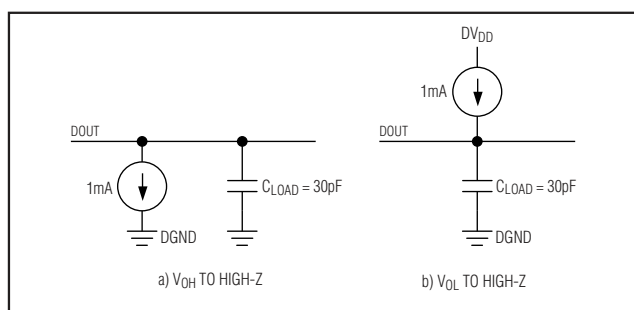 DV_DD
1mA
DOUT
DOUT
1mA
C_LOAD = 30pF
C_LOAD = 30pF
DGND
DGND
a) V_OH TO HIGH-Z
b) V_OL TO HIGH-Z